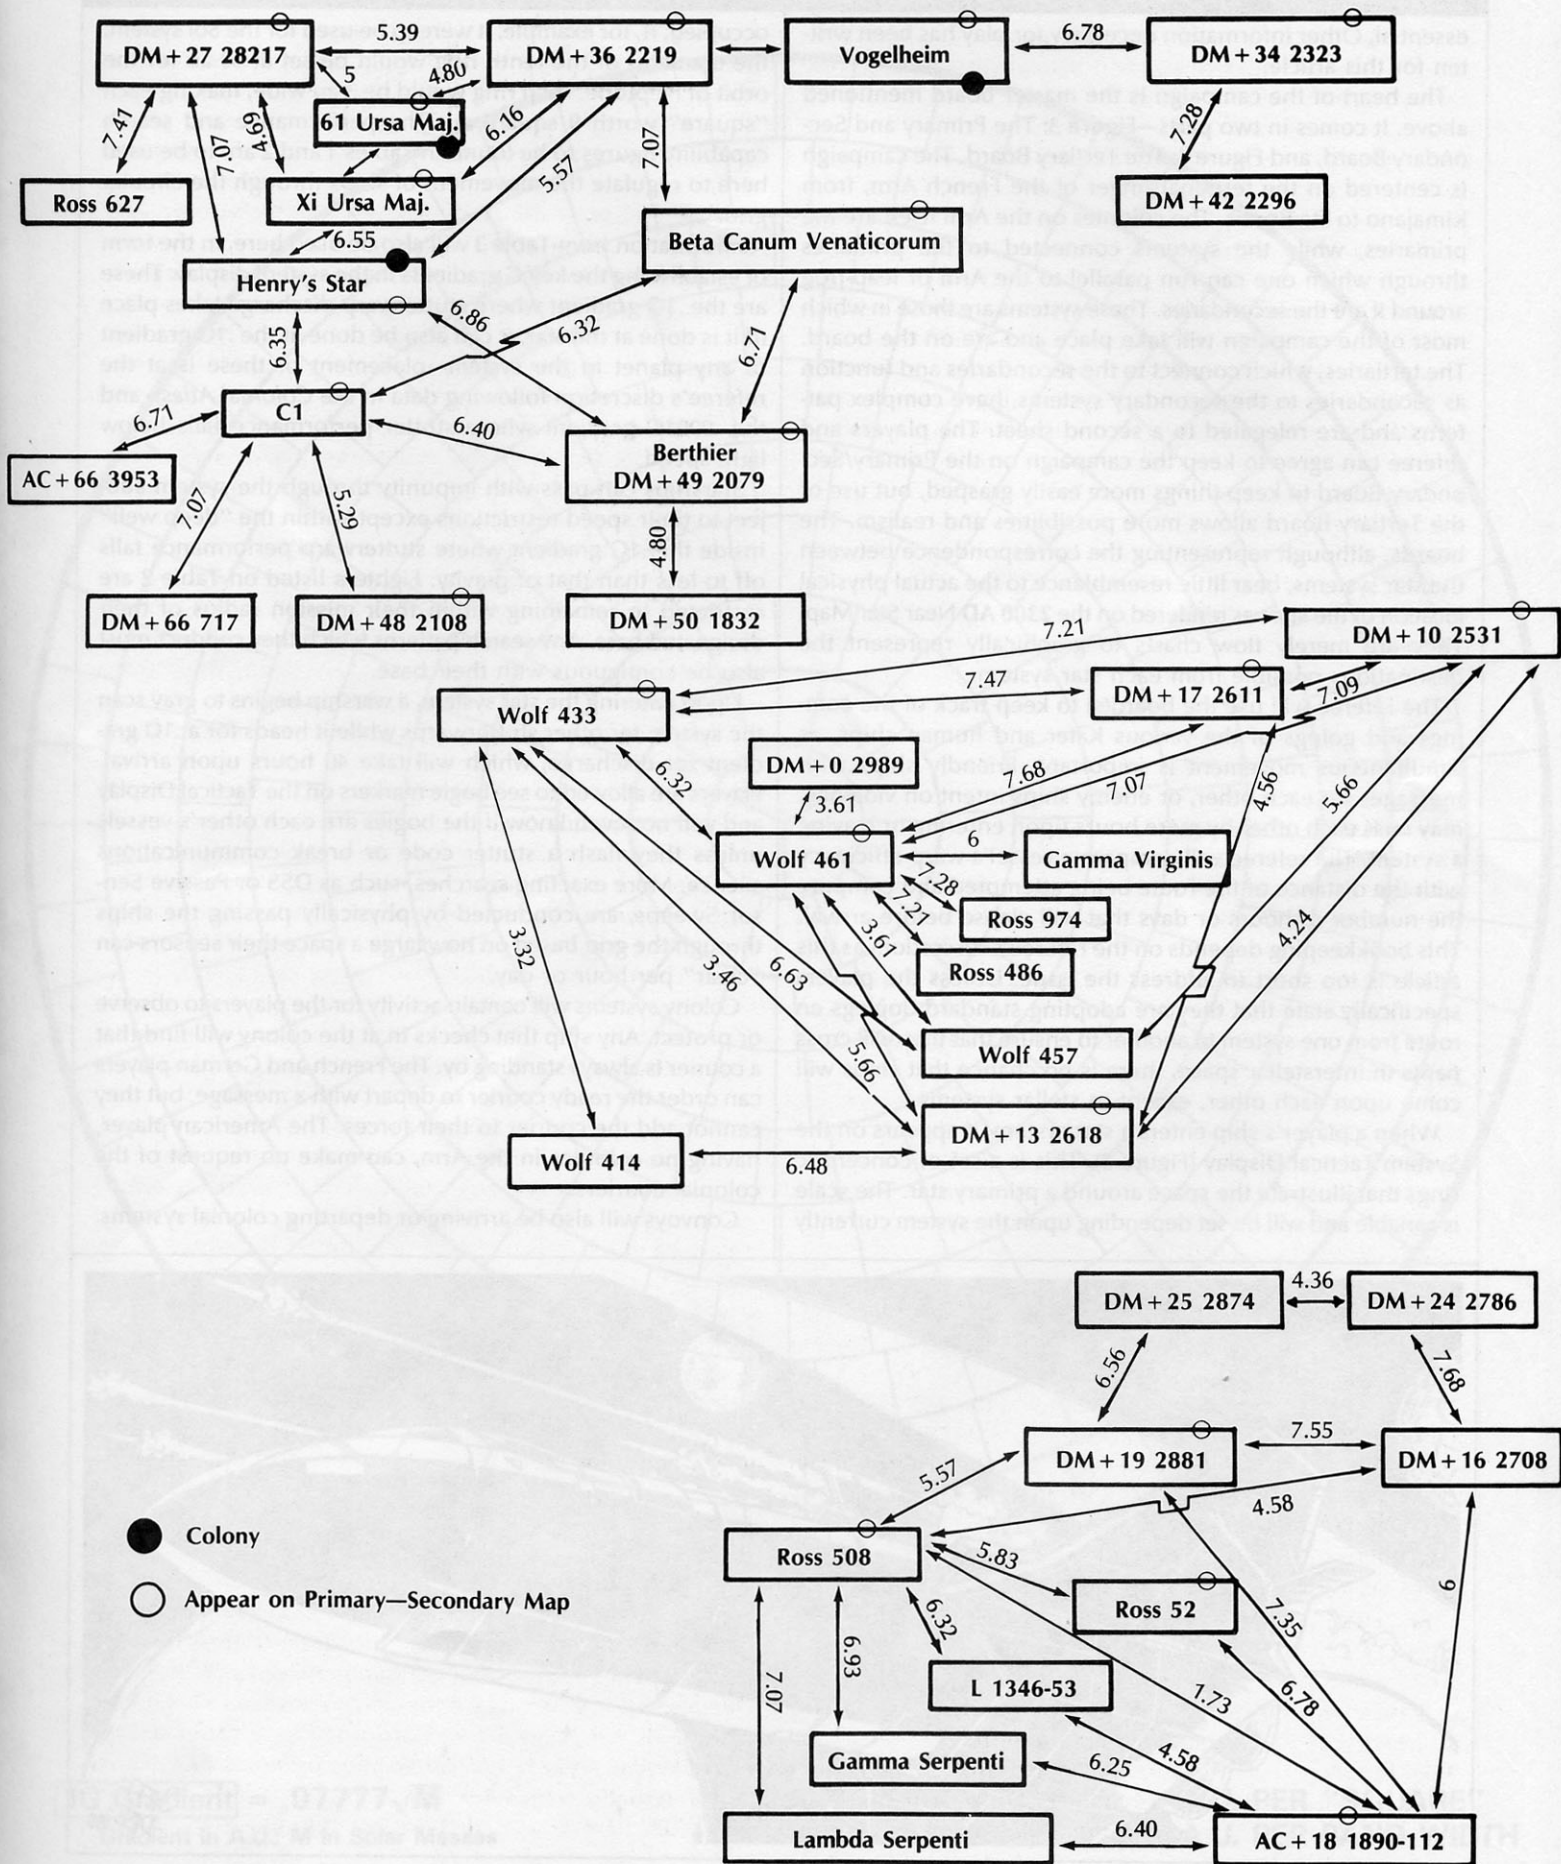 DM + 27 28217
5.39
DM + 36 2219
Vogelheim
6.78
DM + 34 2323
5
4.80
61 Ursa Maj.
7.41
7.07
4.69
6.16
5.57
7.07
7.28
Ross 627
Xi Ursa Maj.
DM + 42 2296
6.55
Beta Canum Venaticorum
Henry's Star
6.86
6.32
6.35
6.71
C1
6.71
6.40
Berthier
DM + 49 2079
AC + 66 3953
7.07
5.29
4.80
DM + 66 717
DM + 48 2108
DM + 50 1832
7.21
DM + 10 2531
7.47
DM + 17 2611
7.09
Wolf 433
6.32
DM + 0 2989
3.61
7.68
7.07
4.56
5.66
Wolf 461
6
Gamma Virginis
7.28
7.21
Ross 974
3.61
Ross 486
4.24
3.32
3.46
6.63
Wolf 457
5.66
DM + 13 2618
Wolf 414
6.48
DM + 25 2874
4.36
DM + 24 2786
6.56
7.68
DM + 19 2881
7.55
DM + 16 2708
5.57
4.58
Colony
Ross 508
5.83
Appear on Primary—Secondary Map
Ross 52
6.32
7.35
9
6.93
7.07
L 1346-53
1.73
6.78
Gamma Serpenti
6.25
4.58
Lambda Serpenti
6.40
AC + 18 1890-112